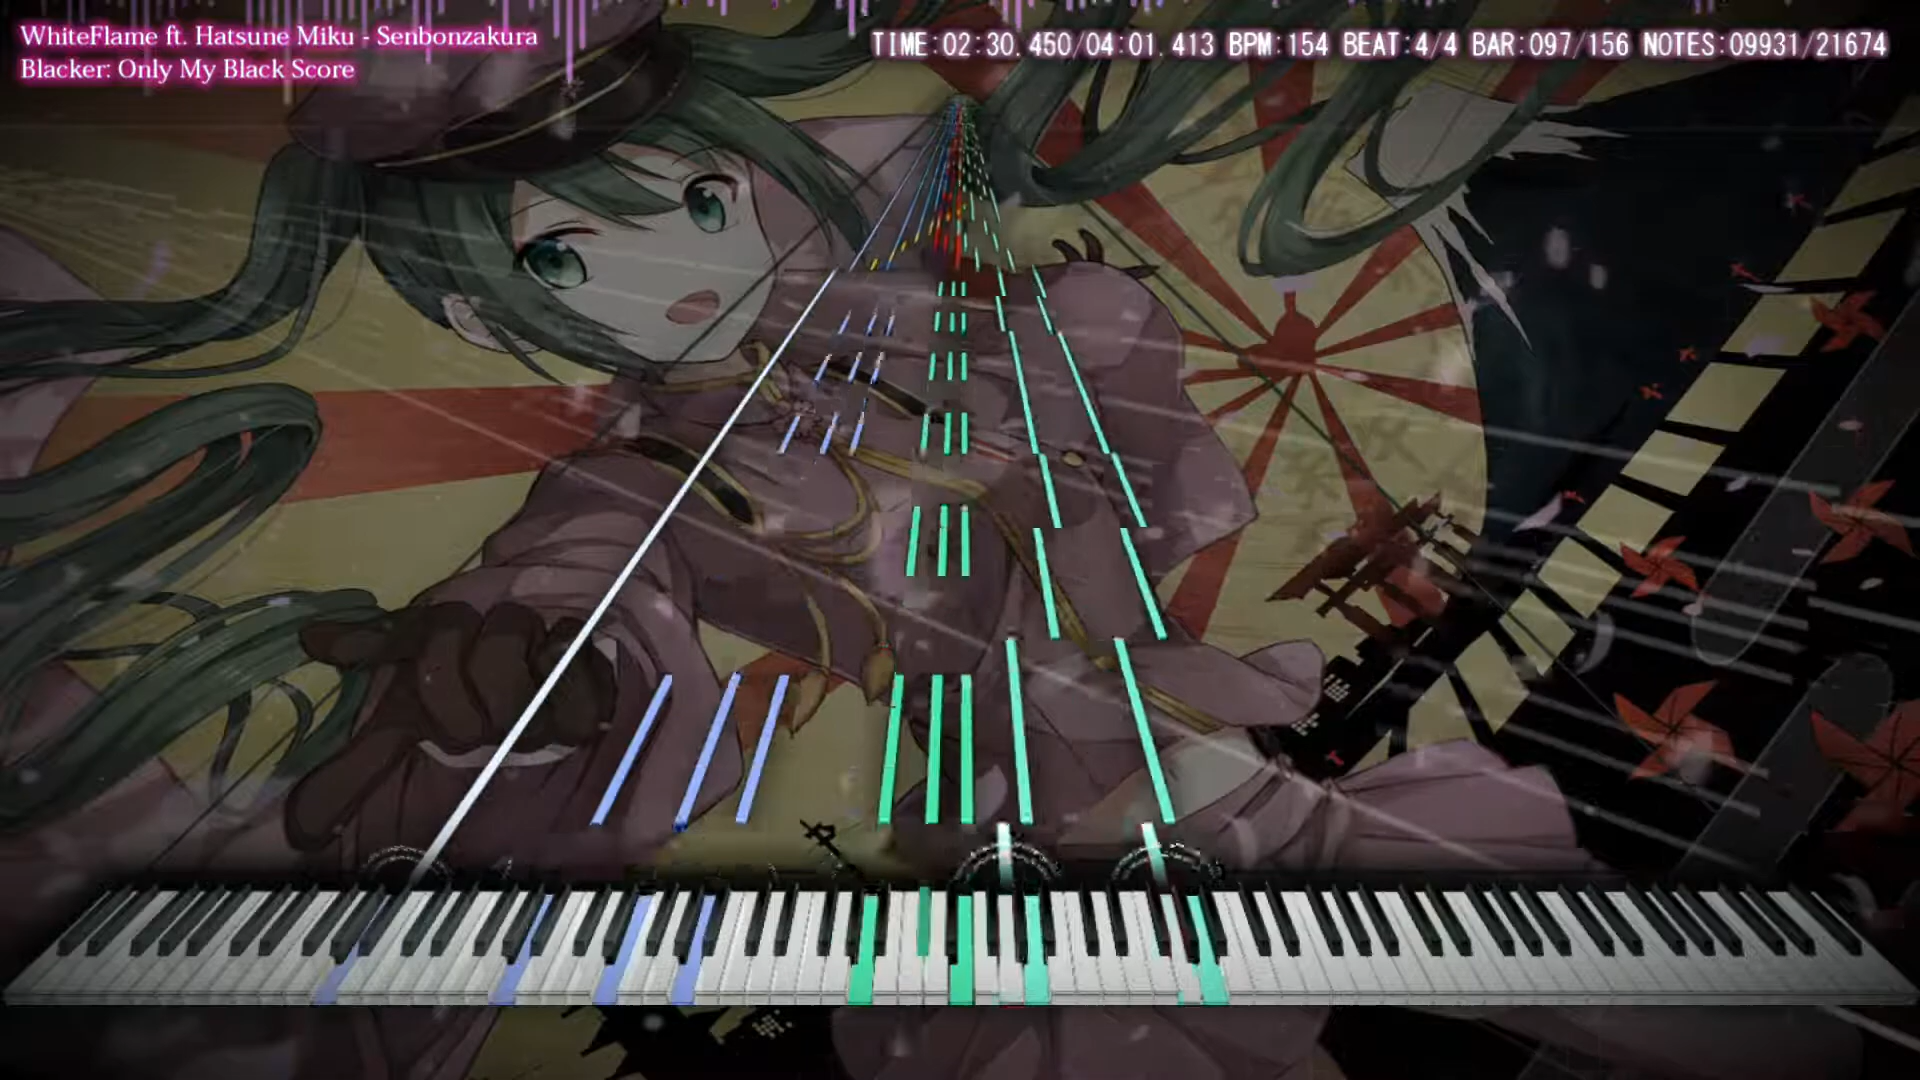 WhiteFlame ft. Hatsune Miku - Senbonzakura
Blacker: Only My Black Score
TIME:02:30.450/04:01.413 BPM:154 BEAT:4/4 BAR:097/156 NOTES:09931/21674